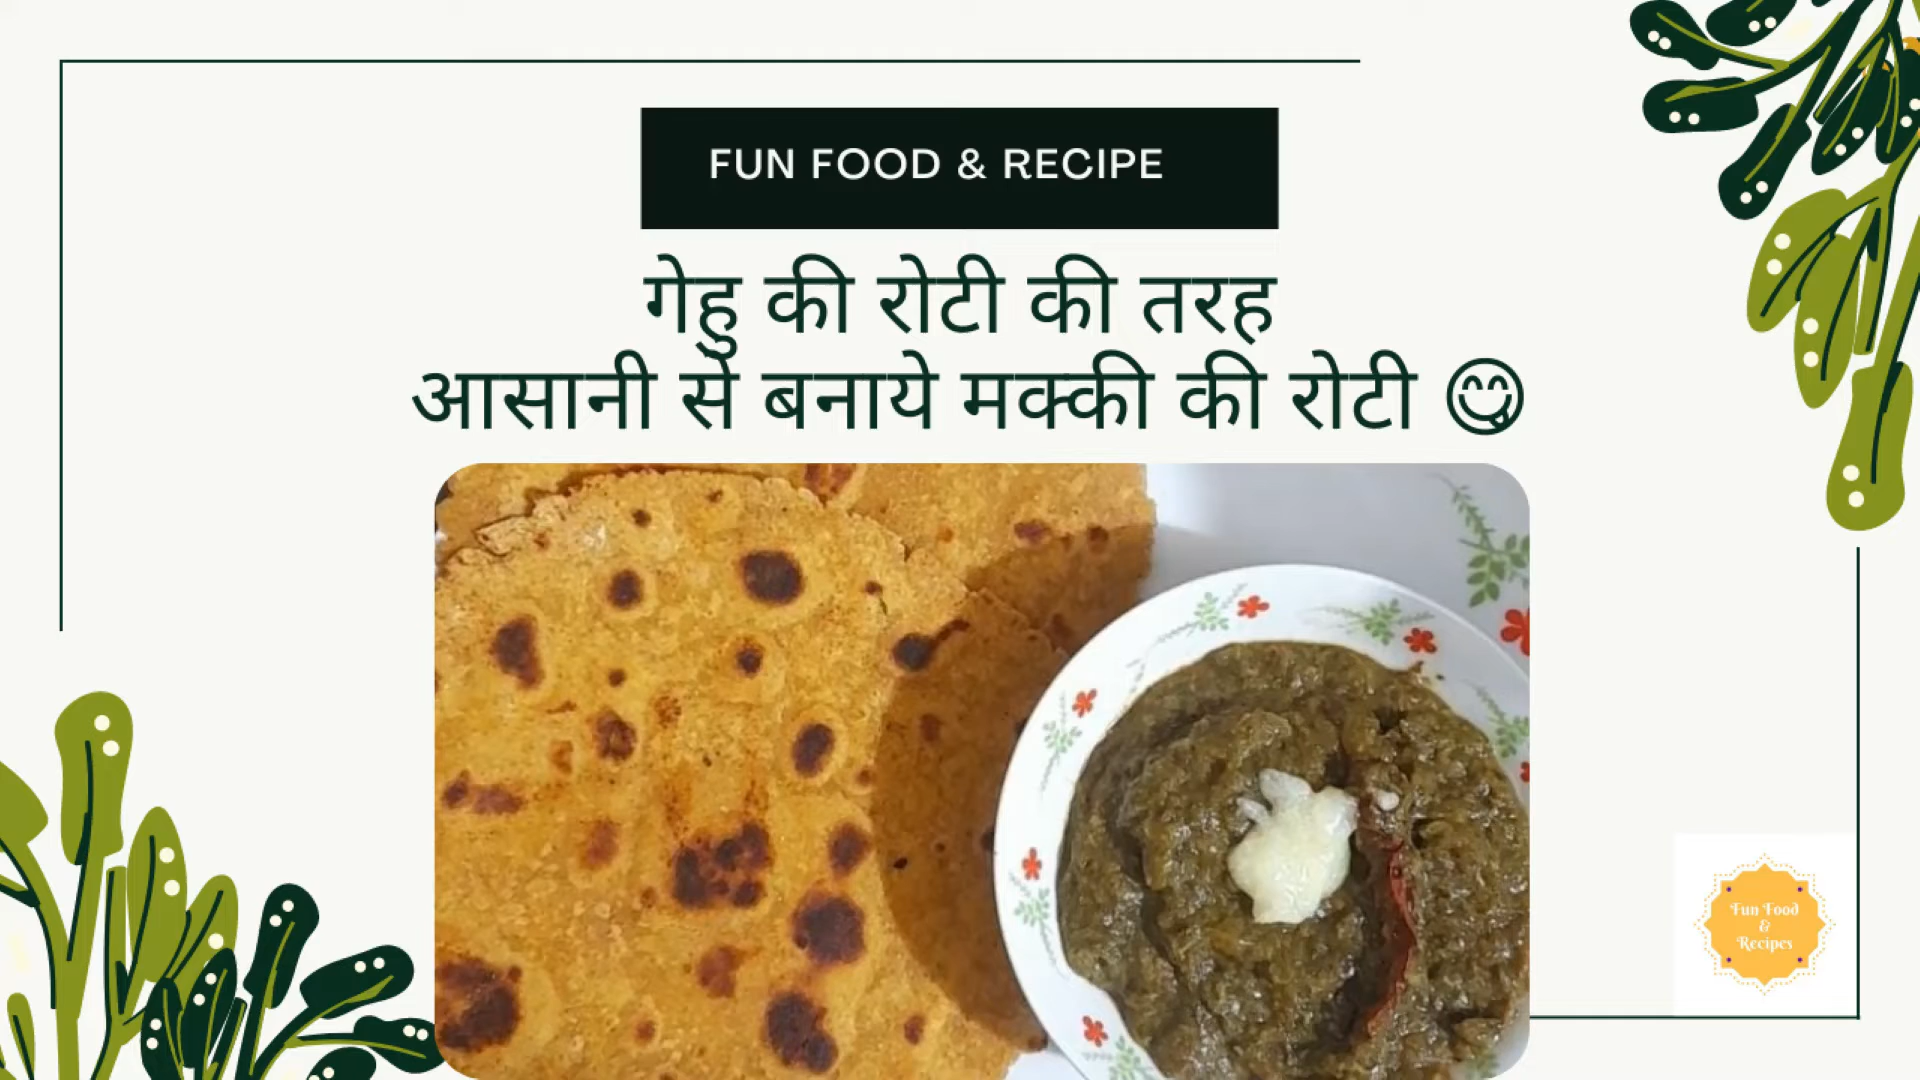 FUN FOOD & RECIPE
गेहु की रोटी की तरह
आसानी से बनाये मक्की की रोटी 😋
Fun Food
&
Recipes